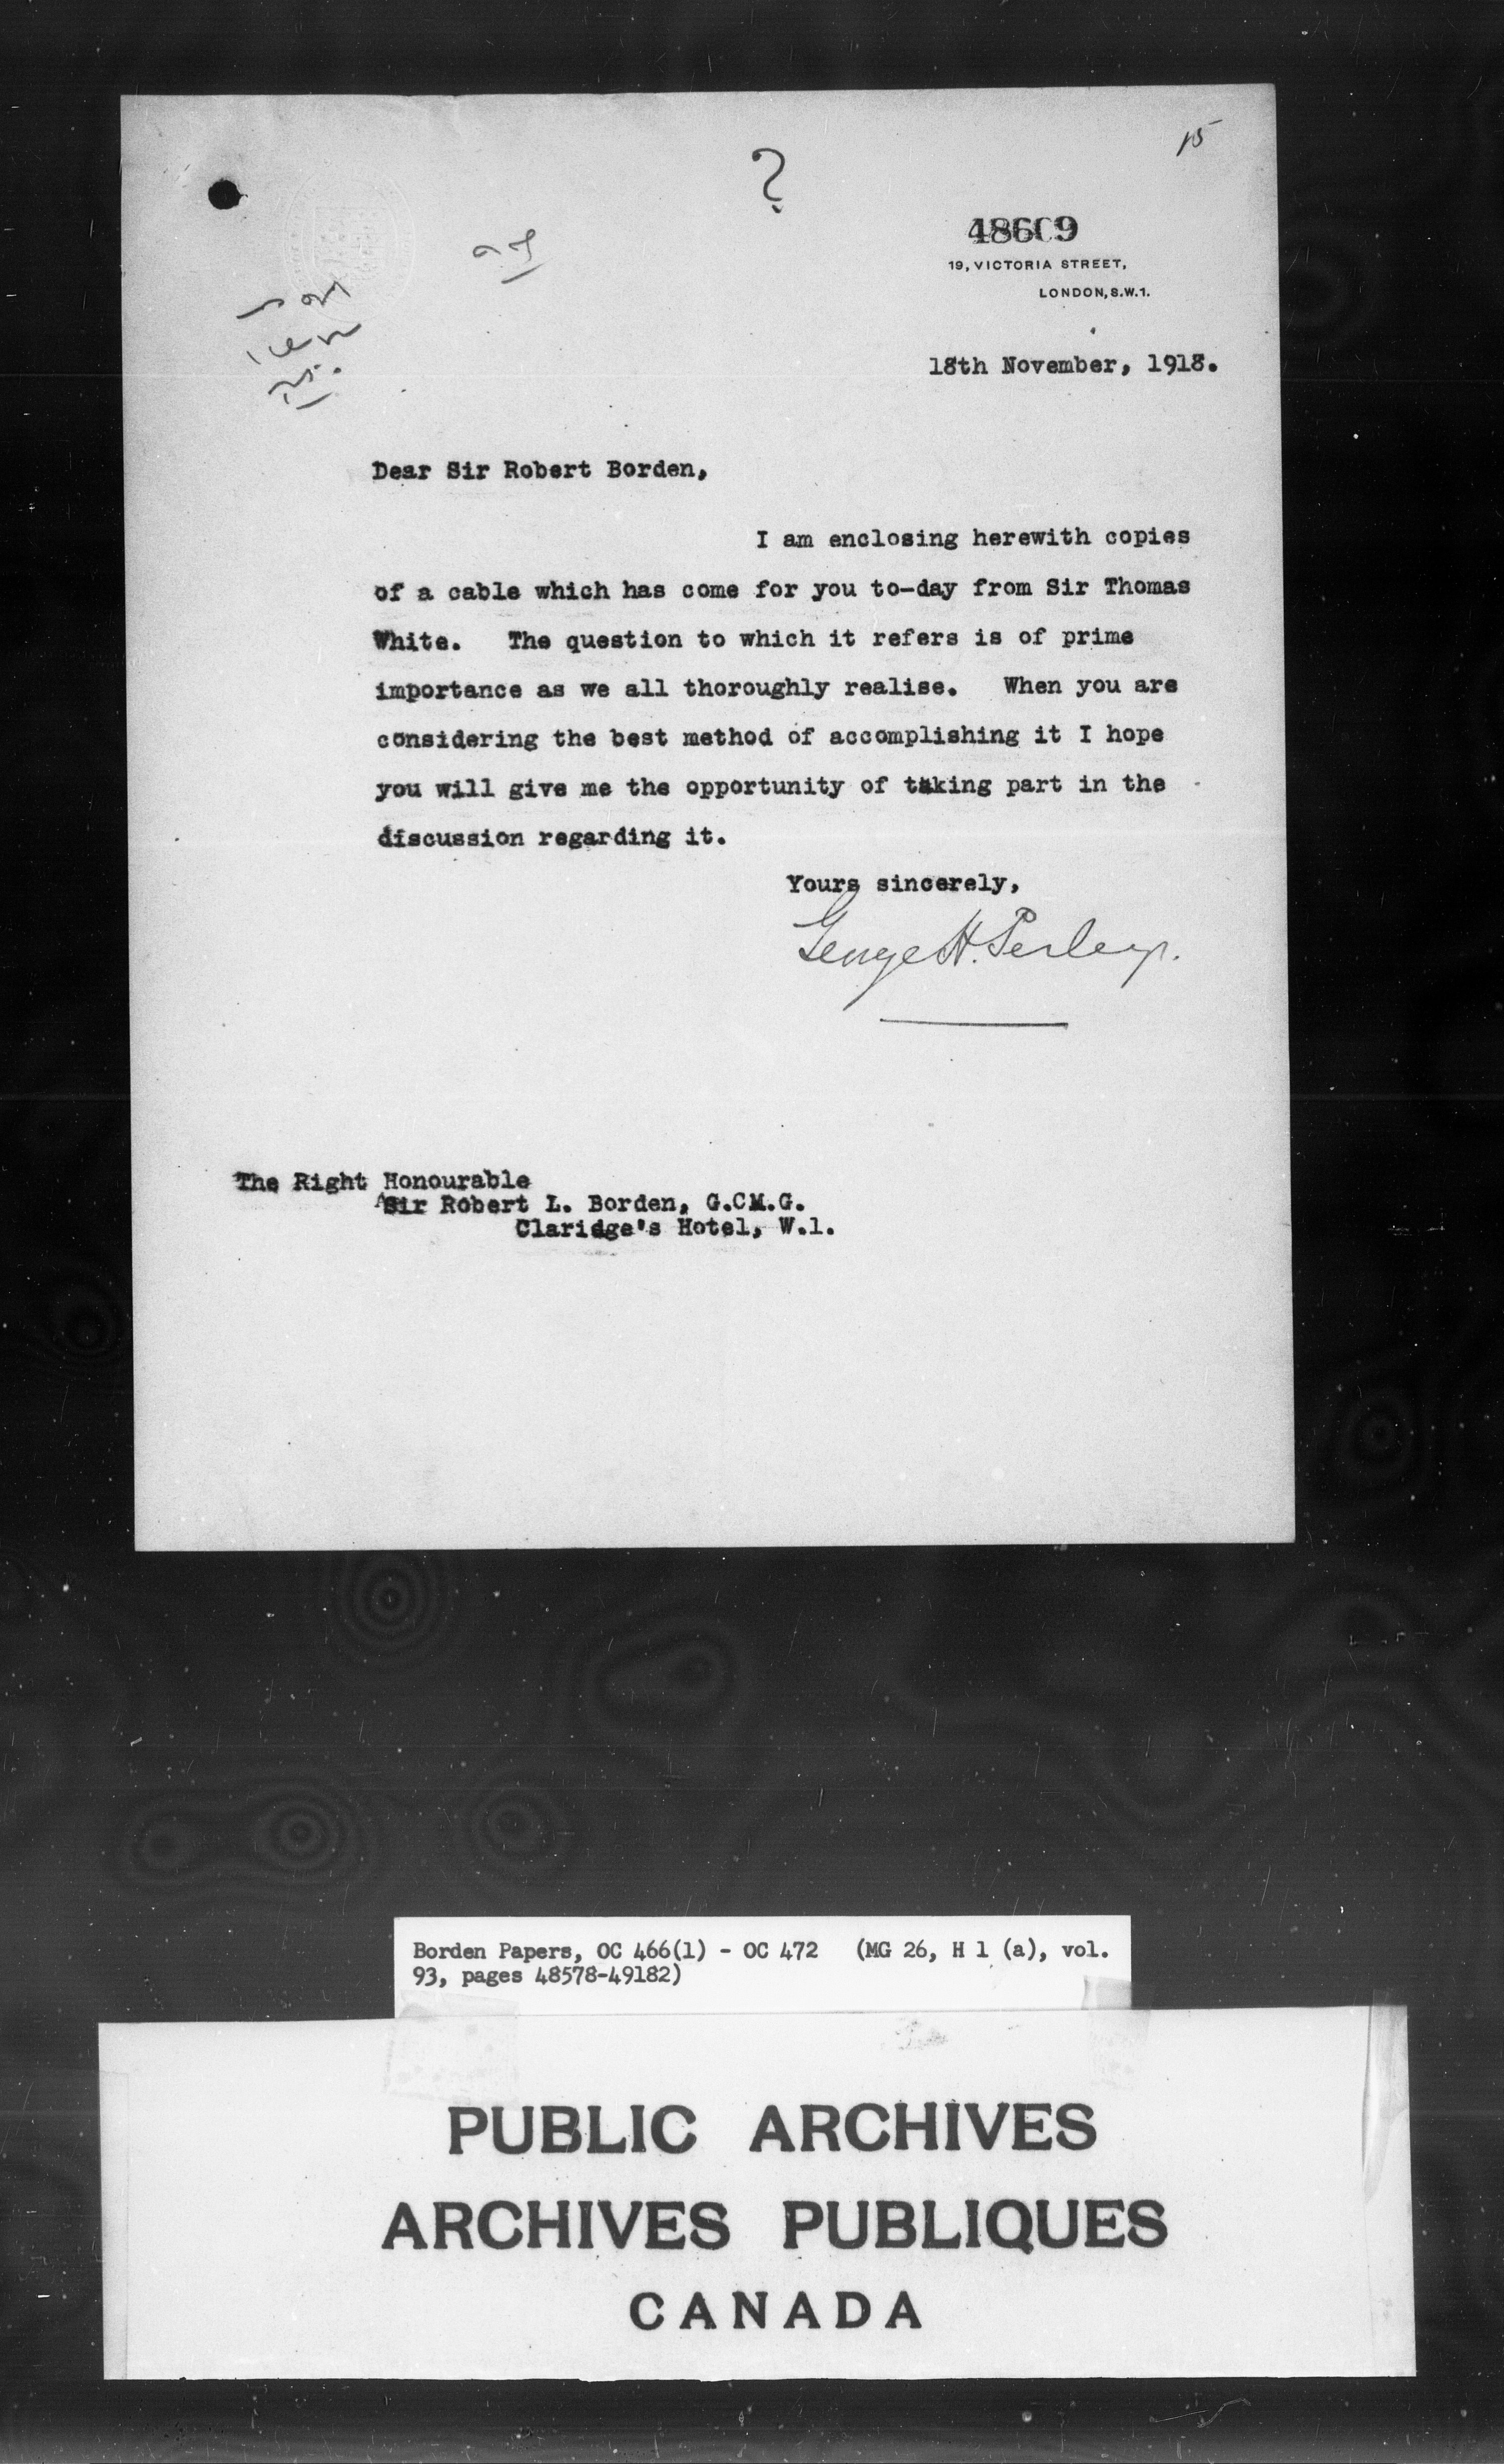 15
?
48609
19, VICTORIA STREET,
LONDON, S.W.1.
18th November, 1918.
Dear Sir Robert Borden,
I am enclosing herewith copies
of a cable which has come for you to-day from Sir Thomas
White. The question to which it refers is of prime
importance as we all thoroughly realise. When you are
considering the best method of accomplishing it I hope
you will give me the opportunity of taking part in the
discussion regarding it.
Yours sincerely,
George H. Perley.
The Right Honourable
Sir Robert L. Borden, G.C.M.G.
Claridge's Hotel, W.1.
Borden Papers, OC 466(1) - OC 472 (MG 26, H 1 (a), vol.
93, pages 48578-49182)
PUBLIC ARCHIVES
ARCHIVES PUBLIQUES
CANADA